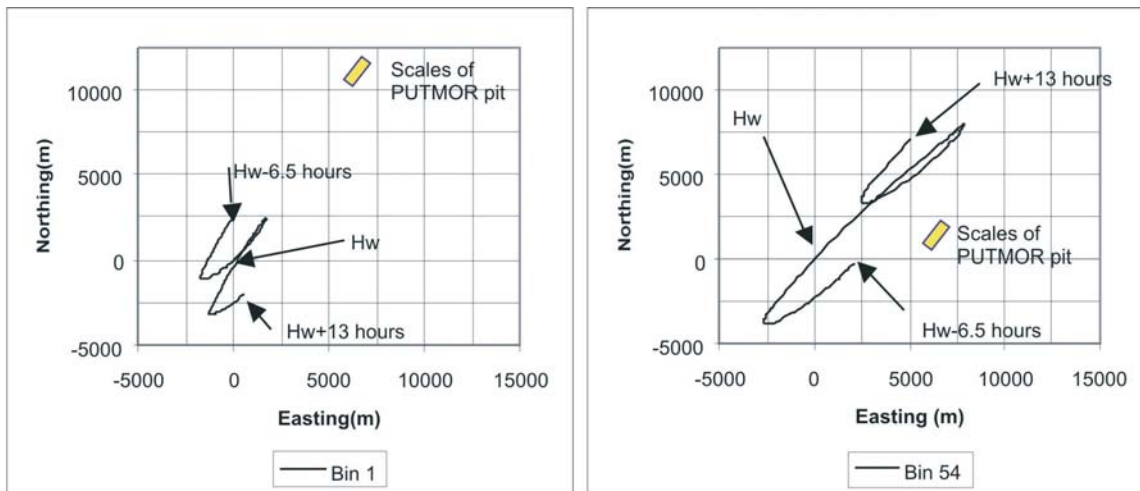 Northing(m)
10000
5000
0
-5000
-5000
0
5000
10000
15000
Easting(m)
Scales of
PUTMOR pit
Hw-6.5 hours
Hw
Hw+13 hours
Bin 1
Northing(m)
10000
5000
0
-5000
-5000
0
5000
10000
15000
Easting (m)
Hw+13 hours
Hw
Scales of
PUTMOR pit
Hw-6.5 hours
Bin 54